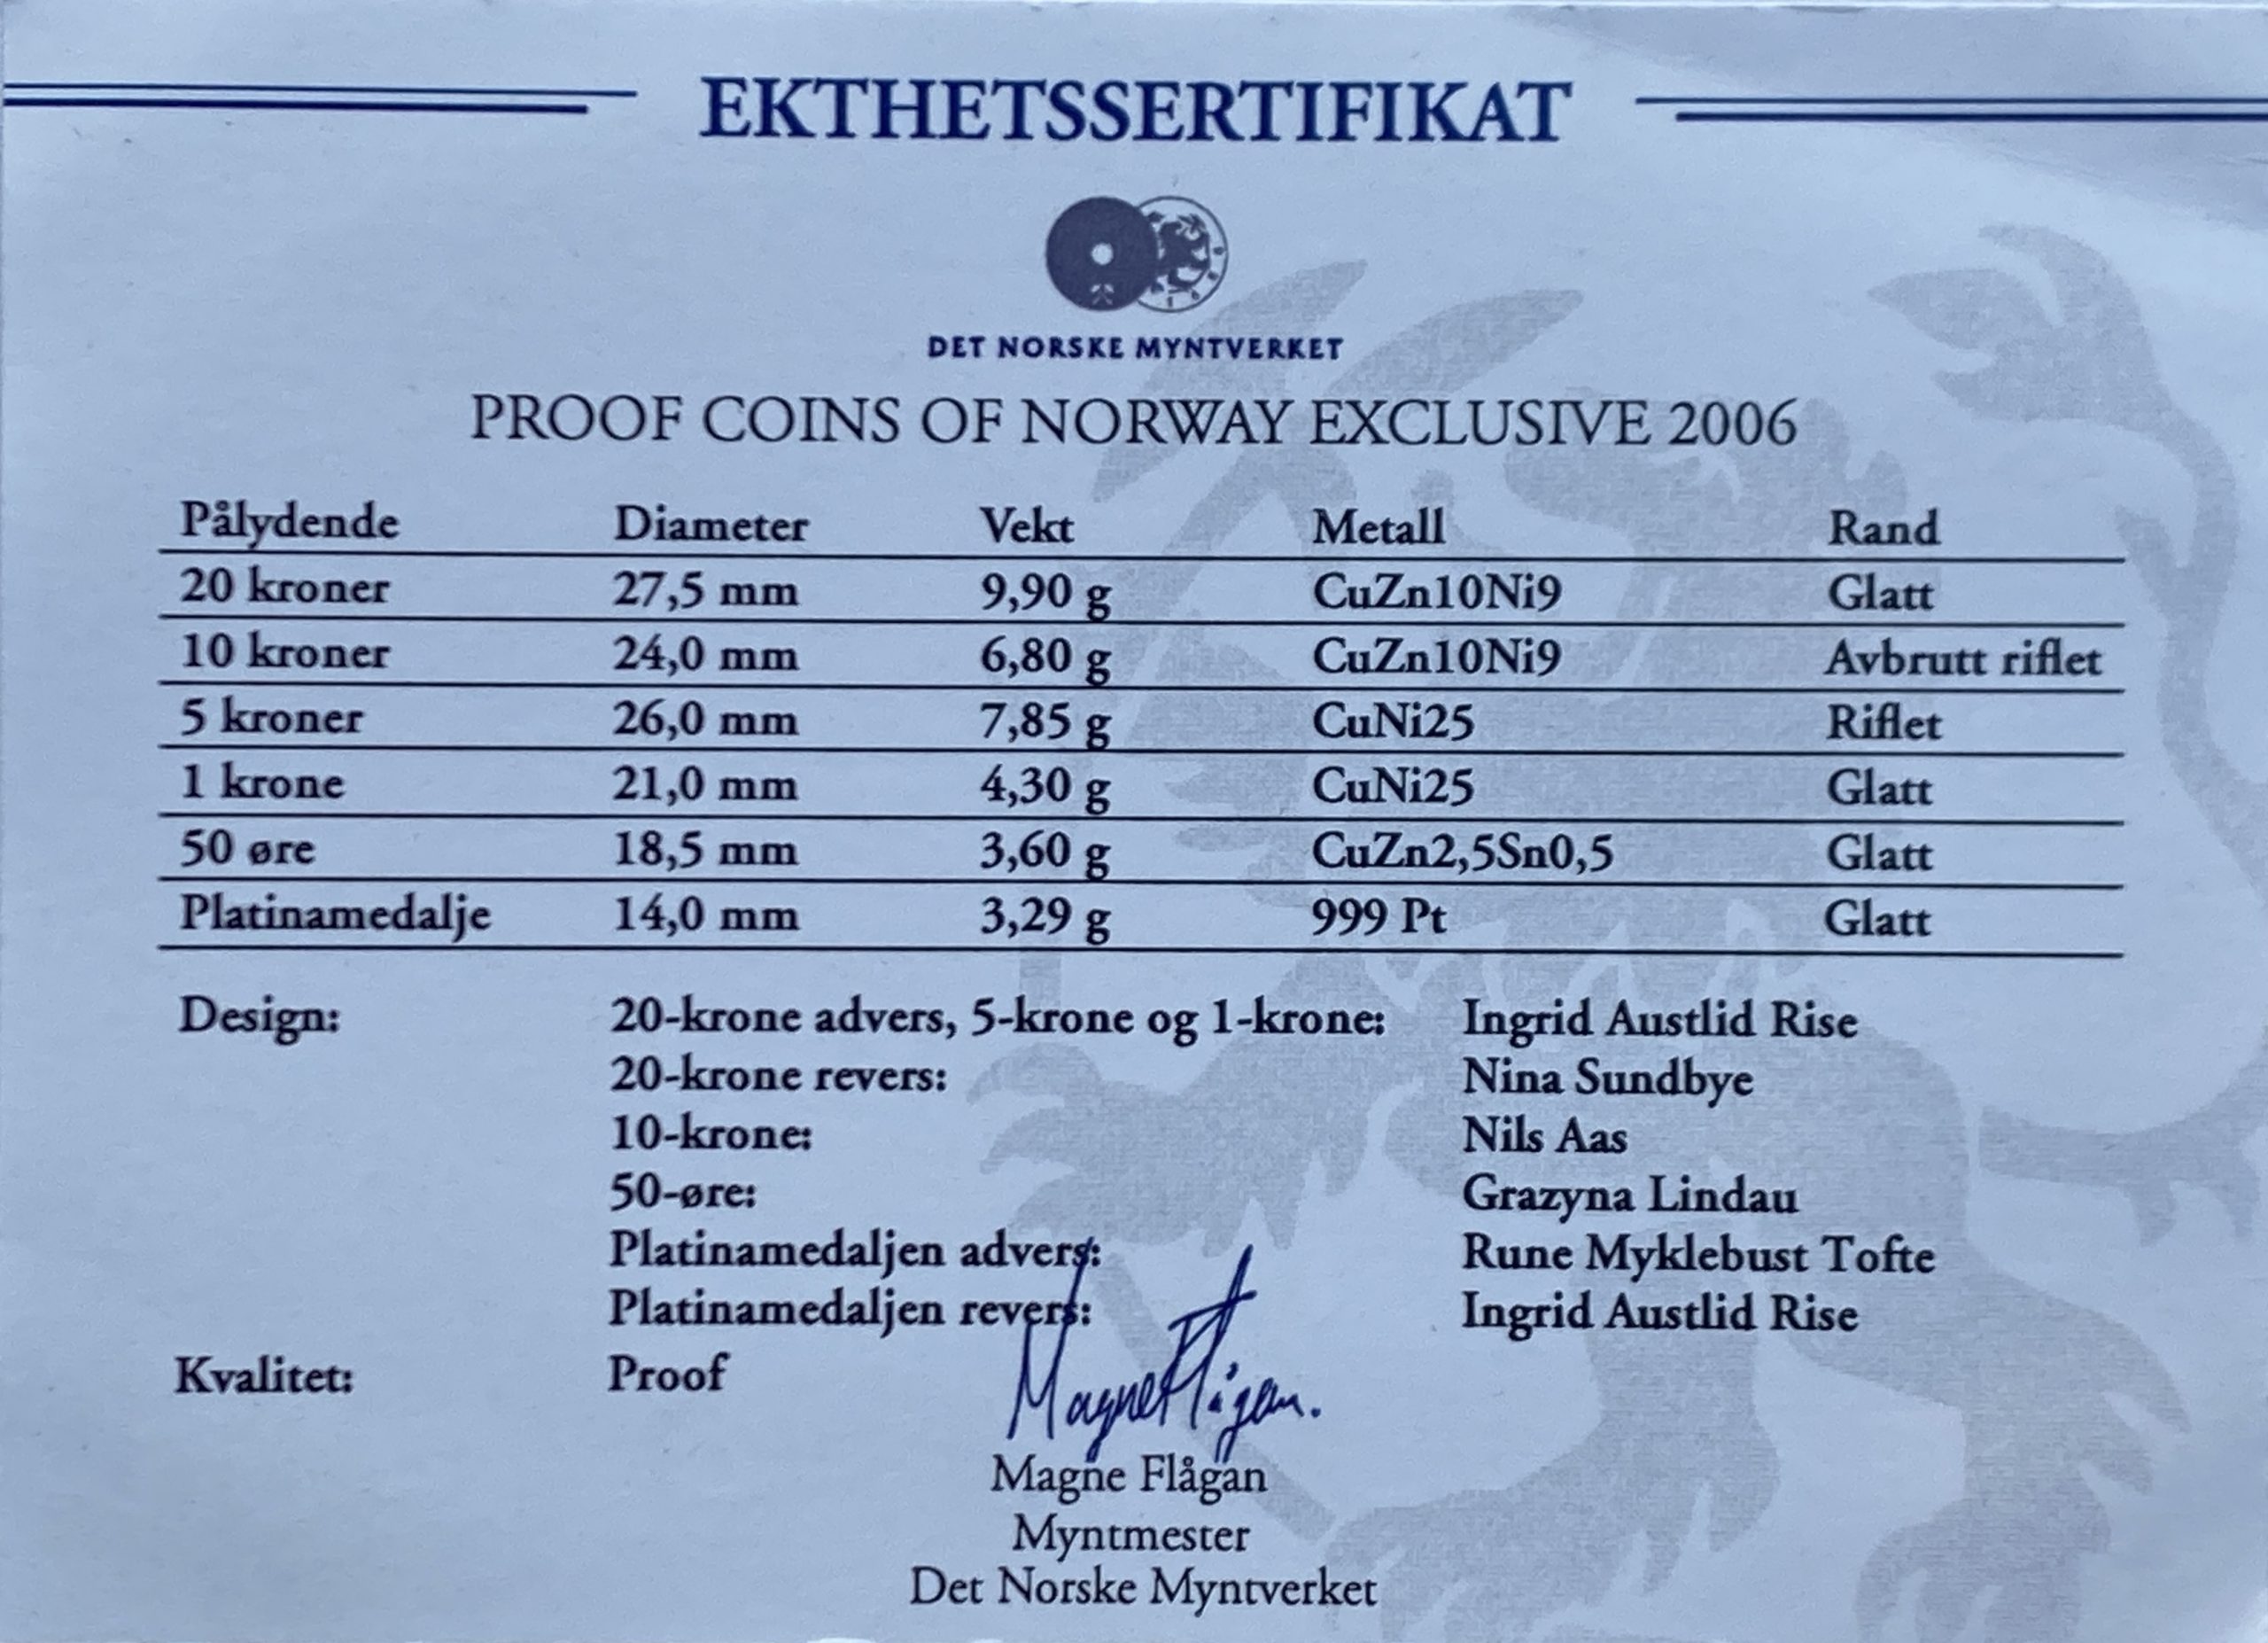 EKTHETSSERTIFIKAT
DET NORSKE MYNTVERKET
PROOF COINS OF NORWAY EXCLUSIVE 2006
Pålydende Diameter Vekt Metall Rand
20 kroner 27,5 mm 9,90 g CuZn10Ni9 Glatt
10 kroner 24,0 mm 6,80 g CuZn10Ni9 Avbrutt riflet
5 kroner 26,0 mm 7,85 g CuNi25 Riflet
1 krone 21,0 mm 4,30 g CuNi25 Glatt
50 øre 18,5 mm 3,60 g CuZn2,5Sn0,5 Glatt
Platinamedalje 14,0 mm 3,29 g 999 Pt Glatt
Design: 20-krone advers, 5-krone og 1-krone: Ingrid Austlid Rise
20-krone revers: Nina Sundbye
10-krone: Nils Aas
50-øre: Grazyna Lindau
Platinamedaljen advers: Rune Myklebust Tofte
Platinamedaljen revers: Ingrid Austlid Rise
Kvalitet: Proof
Magne Flågan.
Magne Flågan
Myntmester
Det Norske Myntverket